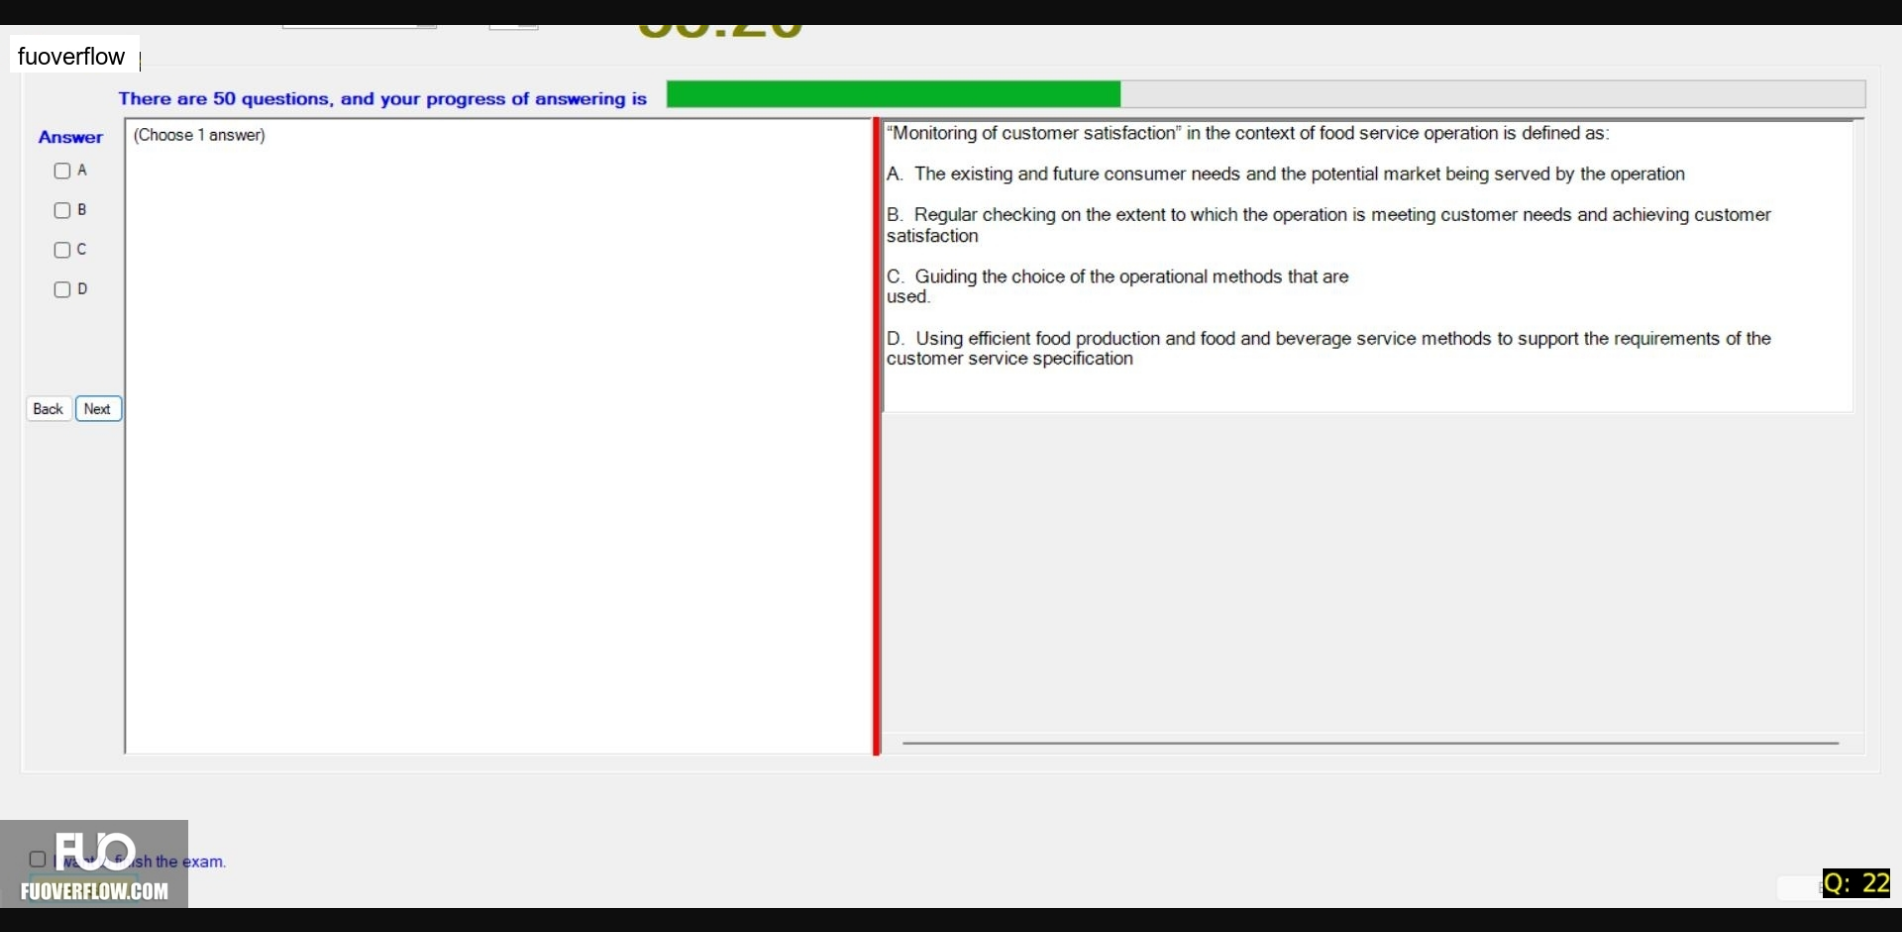 fuoverflow
There are 50 questions, and your progress of answering is
Answer
(Choose 1 answer)
A
B
C
D
Back Next
“Monitoring of customer satisfaction” in the context of food service operation is defined as:
A. The existing and future consumer needs and the potential market being served by the operation
B. Regular checking on the extent to which the operation is meeting customer needs and achieving customer
satisfaction
C. Guiding the choice of the operational methods that are
used.
D. Using efficient food production and food and beverage service methods to support the requirements of the
customer service specification
the exam.
FUO
FUOVERFLOW.COM
Q: 22